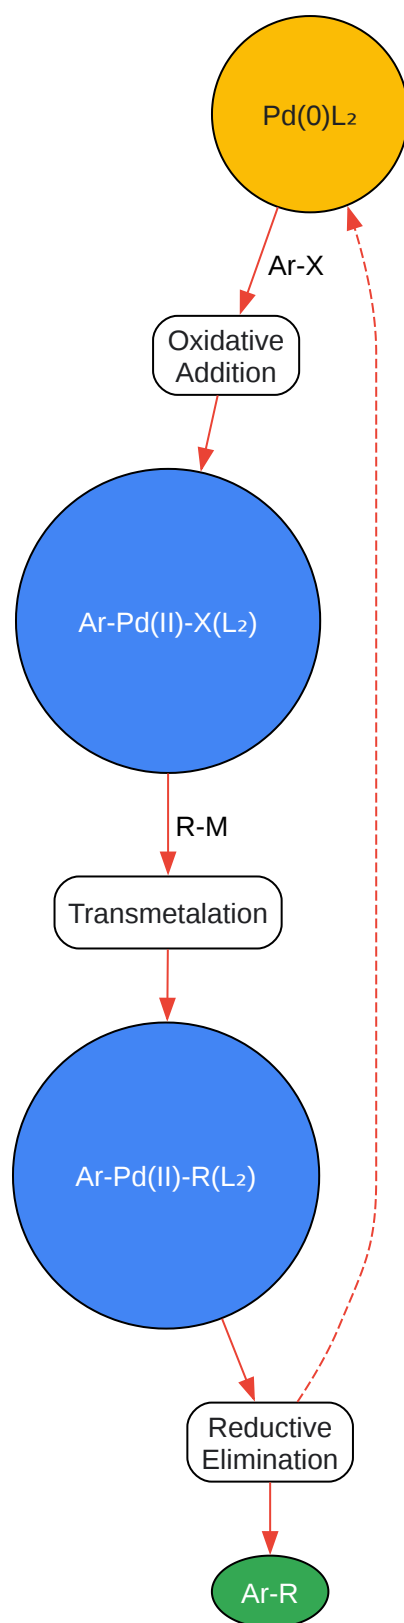 Pd(0)L₂
Ar-X
Oxidative
Addition
Ar-Pd(II)-X(L₂)
R-M
Transmetalation
Ar-Pd(II)-R(L₂)
Reductive
Elimination
Ar-R